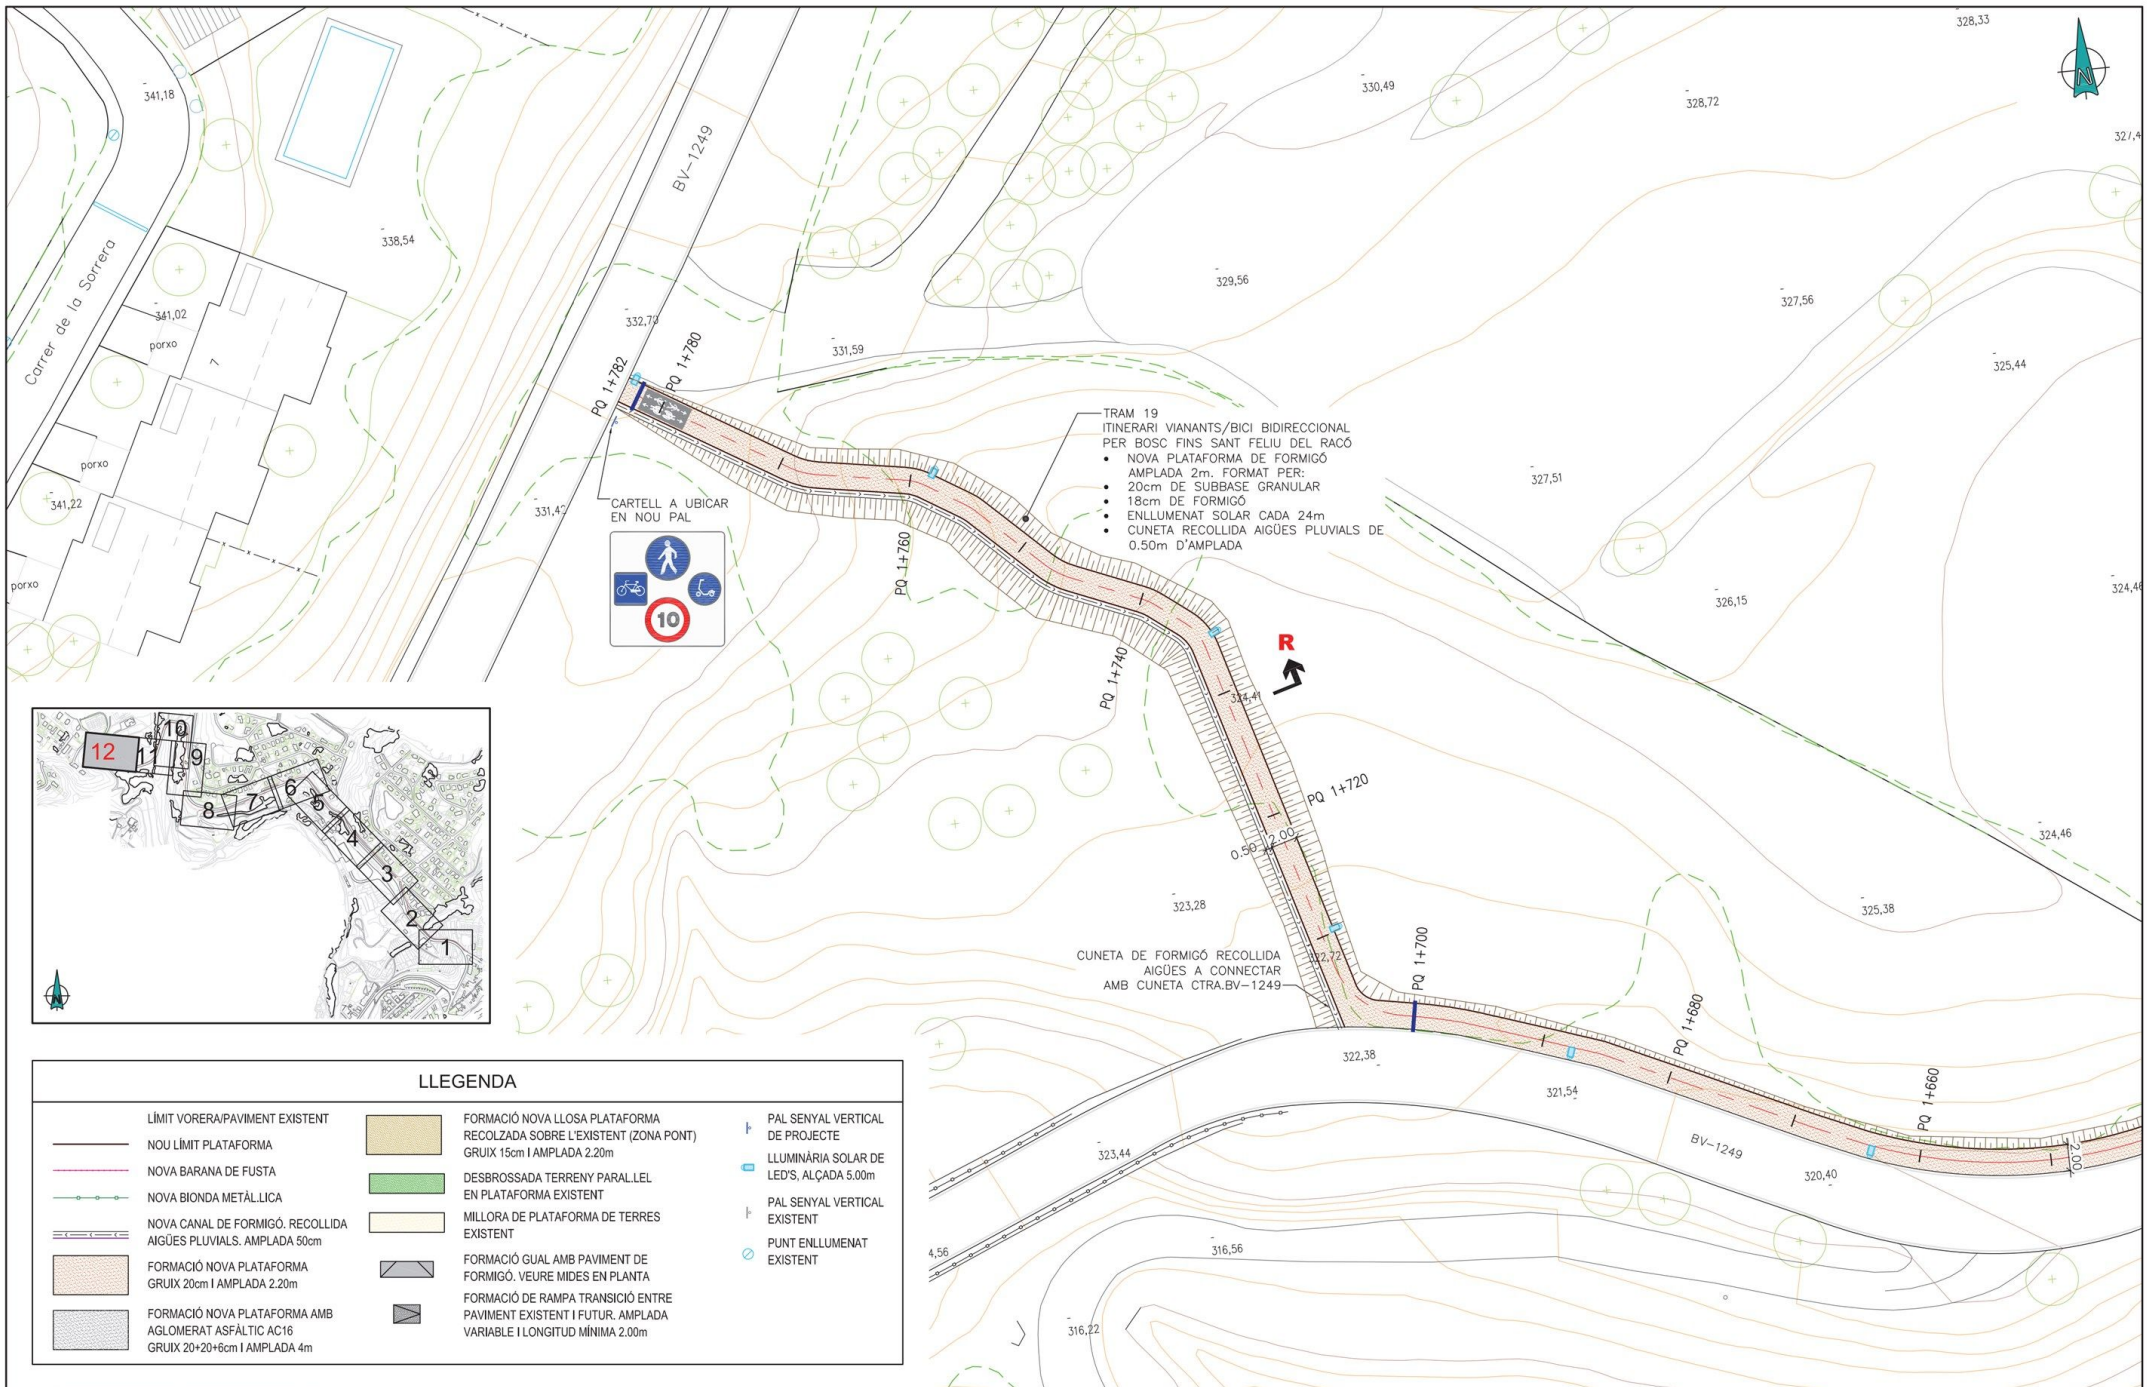 328,33
341,18
330,49
328,72
N
BV-1249
338,54
Carrer de la Sorrera
341,02
porxo
7
329,56
327,56
332,70
331,59
325,44
PQ 1+782
PQ 1+780
TRAM 19
ITINERARI VIANANTS/BICI BIDIRECCIONAL
PER BOSC FINS SANT FELIU DEL RACÓ
• NOVA PLATAFORMA DE FORMIGÓ
AMPLADA 2m. FORMAT PER:
• 20cm DE SUBBASE GRANULAR
• 18cm DE FORMIGÓ
• ENLLUMENAT SOLAR CADA 24m
• CUNETA RECOLLIDA AIGÜES PLUVIALS DE
0.50m D'AMPLADA
porxo
341,22
CARTELL A UBICAR
EN NOU PAL
331,42
327,51
10
PQ 1+760
porxo
326,15
324,46
R
PQ 1+740
324,41
PQ 1+720
0.50
2.00
324,46
323,28
325,38
CUNETA DE FORMIGÓ RECOLLIDA
AIGÜES A CONNECTAR
AMB CUNETA CTRA.BV-1249
322,72
PQ 1+700
PQ 1+680
PQ 1+660
322,38
321,54
BV-1249
320,40
2.00
323,44
316,56
316,22
4,56
12
11
10
9
8
7
6
5
4
3
2
1
N
LLEGENDA
LÍMIT VORERA/PAVIMENT EXISTENT
NOU LÍMIT PLATAFORMA
NOVA BARANA DE FUSTA
NOVA BIONDA METÀL.LICA
NOVA CANAL DE FORMIGÓ. RECOLLIDA
AIGÜES PLUVIALS. AMPLADA 50cm
FORMACIÓ NOVA PLATAFORMA
GRUIX 20cm I AMPLADA 2.20m
FORMACIÓ NOVA PLATAFORMA AMB
AGLOMERAT ASFÀLTIC AC16
GRUIX 20+20+6cm I AMPLADA 4m
FORMACIÓ NOVA LLOSA PLATAFORMA
RECOLZADA SOBRE L'EXISTENT (ZONA PONT)
GRUIX 15cm I AMPLADA 2.20m
DESBROSSADA TERRENY PARAL.LEL
EN PLATAFORMA EXISTENT
MILLORA DE PLATAFORMA DE TERRES
EXISTENT
FORMACIÓ GUAL AMB PAVIMENT DE
FORMIGÓ. VEURE MIDES EN PLANTA
FORMACIÓ DE RAMPA TRANSICIÓ ENTRE
PAVIMENT EXISTENT I FUTUR. AMPLADA
VARIABLE I LONGITUD MÍNIMA 2.00m
PAL SENYAL VERTICAL
DE PROJECTE
LLUMINÀRIA SOLAR DE
LED'S, ALÇADA 5.00m
PAL SENYAL VERTICAL
EXISTENT
PUNT ENLLUMENAT
EXISTENT